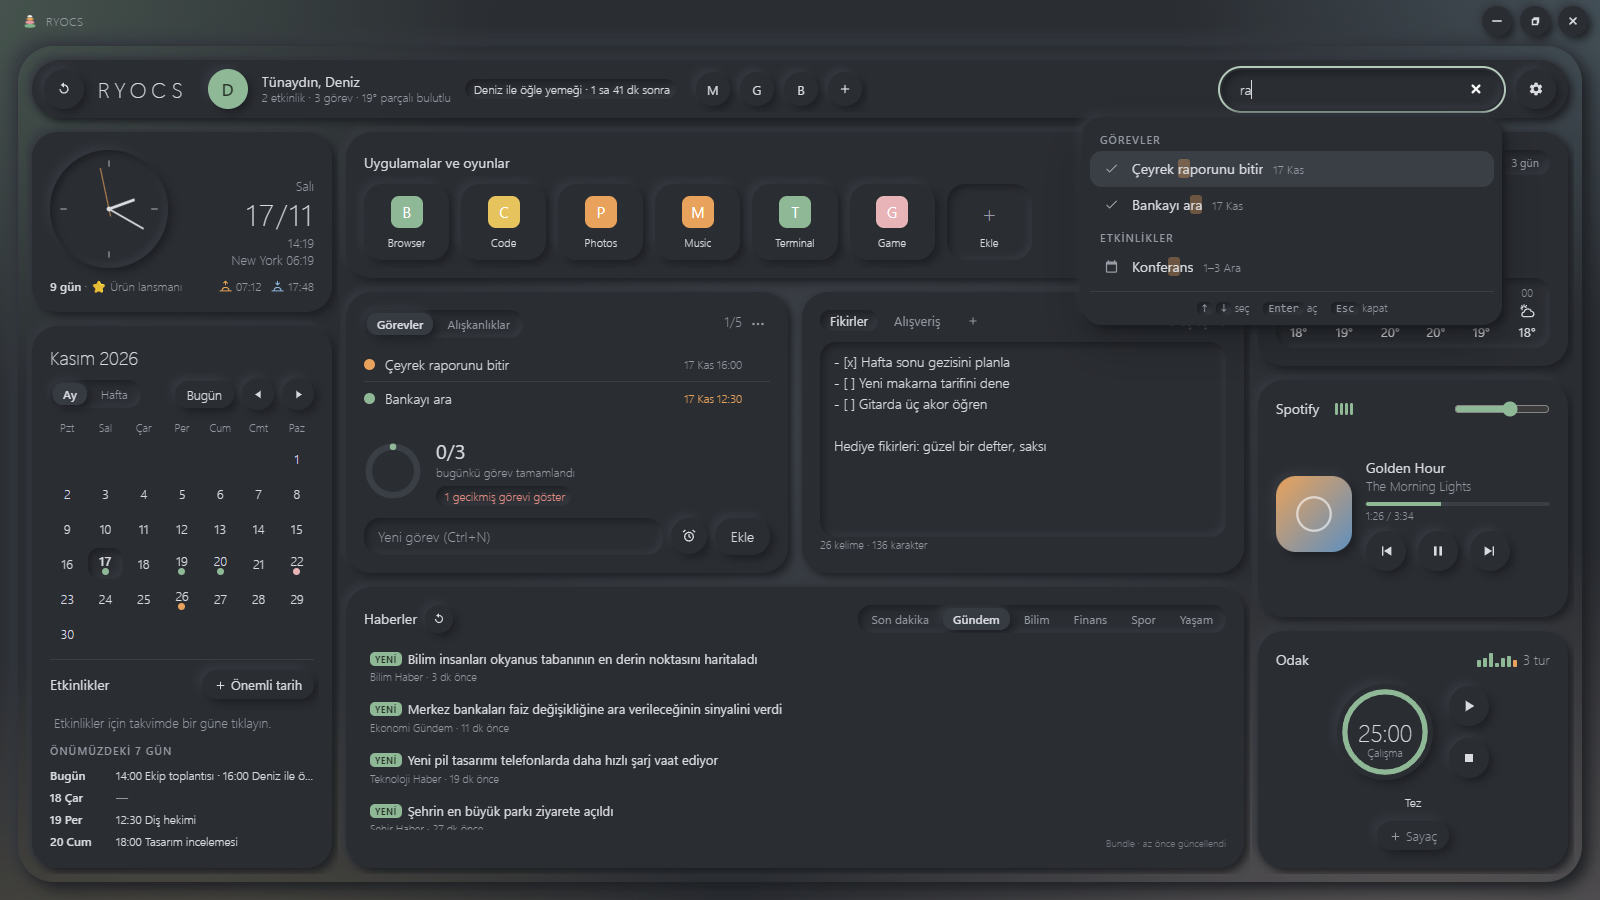 RYOCS
RYOCS
D
Tünaydın, Deniz
2 etkinlik · 3 görev · 19° parçalı bulutlu
Deniz ile öğle yemeği · 1 sa 41 dk sonra
M
G
B
+
ra
GÖREVLER
Çeyrek raporunu bitir 17 Kas
Bankayı ara 17 Kas
ETKİNLİKLER
Konferans 1–3 Ara
↑ ↓ seç Enter aç Esc kapat
Salı
17/11
14:19
New York 06:19
9 gün · Ürün lansmanı
07:12
17:48
Uygulamalar ve oyunlar
B
C
P
M
T
G
+
Browser
Code
Photos
Music
Terminal
Game
Ekle
3 gün
00
18° 19° 20° 20° 19° 18°
Kasım 2026
Ay Hafta
Bugün
Pzt Sal Çar Per Cum Cmt Paz
1
2 3 4 5 6 7 8
9 10 11 12 13 14 15
16 17 18 19 20 21 22
23 24 25 26 27 28 29
30
Etkinlikler
+ Önemli tarih
Etkinlikler için takvimde bir güne tıklayın.
ÖNÜMÜZDEKİ 7 GÜN
Bugün 14:00 Ekip toplantısı · 16:00 Deniz ile ö...
18 Çar —
19 Per 12:30 Diş hekimi
20 Cum 18:00 Tasarım incelemesi
Görevler Alışkanlıklar
1/5
Çeyrek raporunu bitir 17 Kas 16:00
Bankayı ara 17 Kas 12:30
0/3
bugünkü görev tamamlandı
1 gecikmiş görevi göster
Yeni görev (Ctrl+N)
Ekle
Fikirler Alışveriş +
- [x] Hafta sonu gezisini planla
- [ ] Yeni makarna tarifini dene
- [ ] Gitarda üç akor öğren
Hediye fikirleri: güzel bir defter, saksı
26 kelime · 136 karakter
Haberler
Son dakika Gündem Bilim Finans Spor Yaşam
YENİ Bilim insanları okyanus tabanının en derin noktasını haritaladı
Bilim Haber · 3 dk önce
YENİ Merkez bankaları faiz değişikliğine ara verileceğinin sinyalini verdi
Ekonomi Gündem · 11 dk önce
YENİ Yeni pil tasarımı telefonlarda daha hızlı şarj vaat ediyor
Teknoloji Haber · 19 dk önce
YENİ Şehrin en büyük parkı ziyarete açıldı
Şehir Haber · 27 dk önce
Bundle · az önce güncellendi
Spotify
Golden Hour
The Morning Lights
1:26 / 3:34
Odak
3 tur
25:00
Çalışma
Tez
+ Sayaç